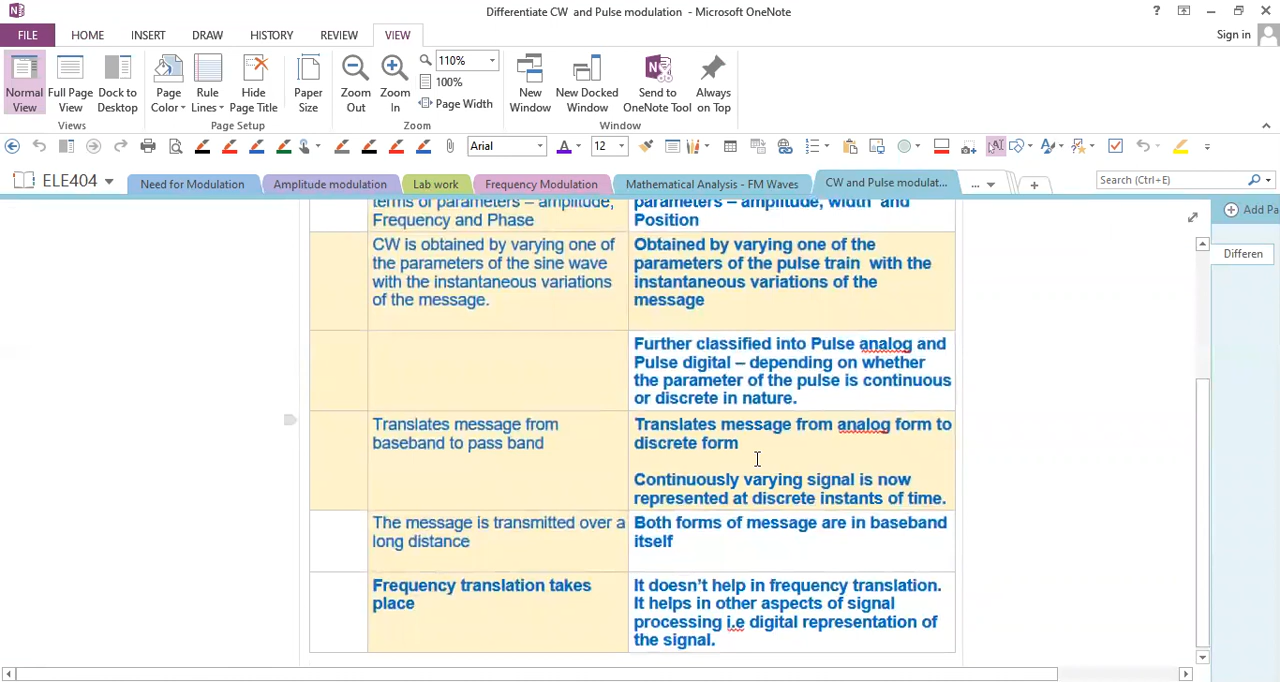 Differentiate CW and Pulse modulation - Microsoft OneNote
?
Sign in
FILE
HOME
INSERT
DRAW
HISTORY
REVIEW
VIEW
Normal
View
Full Page
View
Dock to
Desktop
Page
Color
Rule
Lines
Hide
Page Title
Paper
Size
Zoom
Out
Zoom
In
110%
100%
Page Width
New
Window
New Docked
Window
Send to
OneNote Tool
Always
on Top
Views
Page Setup
Zoom
Window
Arial
12
ELE404
Need for Modulation
Amplitude modulation
Lab work
Frequency Modulation
Mathematical Analysis - FM Waves
CW and Pulse modulat...
...
Search (Ctrl+E)
Add Pa
Differen
terms of parameters – amplitude,
Frequency and Phase
parameters – amplitude, width and
Position
CW is obtained by varying one of
the parameters of the sine wave
with the instantaneous variations
of the message.
Obtained by varying one of the
parameters of the pulse train with the
instantaneous variations of the
message
Further classified into Pulse analog and
Pulse digital – depending on whether
the parameter of the pulse is continuous
or discrete in nature.
Translates message from
baseband to pass band
Translates message from analog form to
discrete form
Continuously varying signal is now
represented at discrete instants of time.
The message is transmitted over a
long distance
Both forms of message are in baseband
itself
Frequency translation takes
place
It doesn't help in frequency translation.
It helps in other aspects of signal
processing i.e digital representation of
the signal.